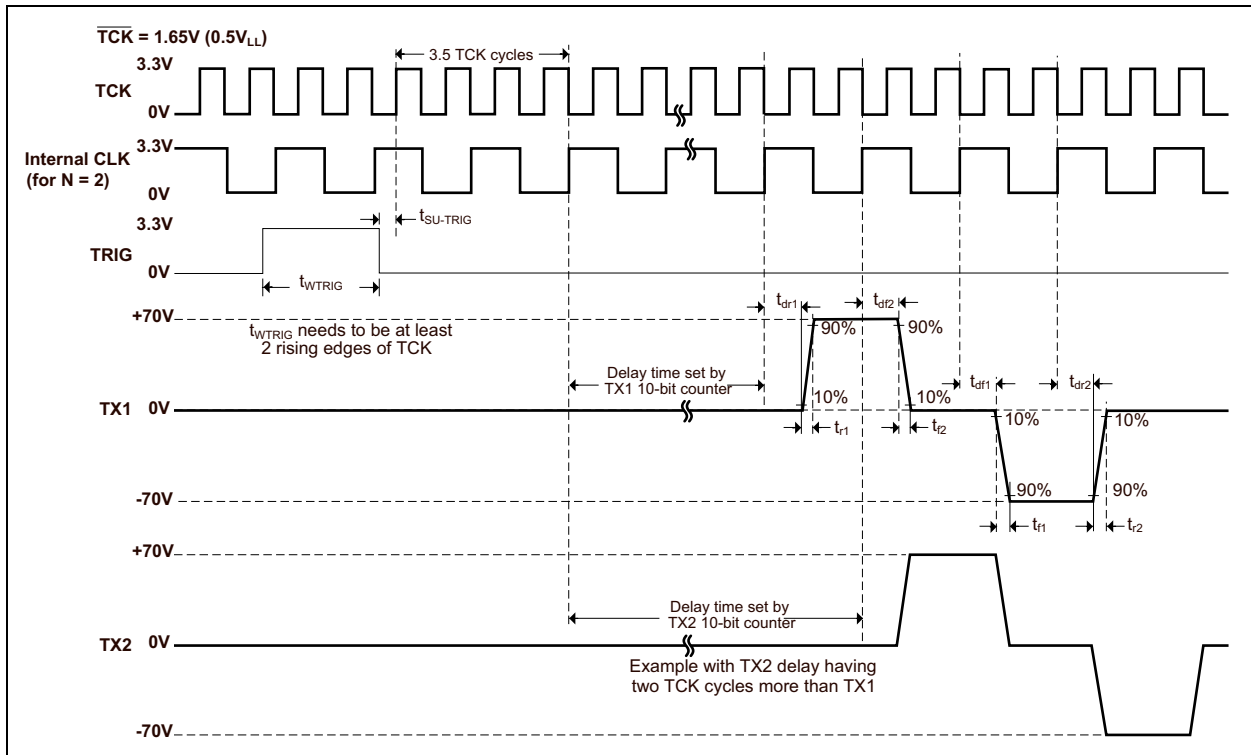 TCK = 1.65V (0.5VLL)
3.5 TCK cycles
3.3V
TCK
0V
3.3V
Internal CLK
(for N = 2)
0V
tSU-TRIG
3.3V
TRIG
0V
tWTRIG
tdr1
tdf2
+70V
tWTRIG needs to be at least
2 rising edges of TCK
90%
90%
Delay time set by
TX1 10-bit counter
tdf1
tdr2
TX1
0V
10%
10%
10%
10%
tr1
tf2
-70V
90%
90%
tf1
tr2
+70V
Delay time set by
TX2 10-bit counter
TX2
0V
Example with TX2 delay having
two TCK cycles more than TX1
-70V